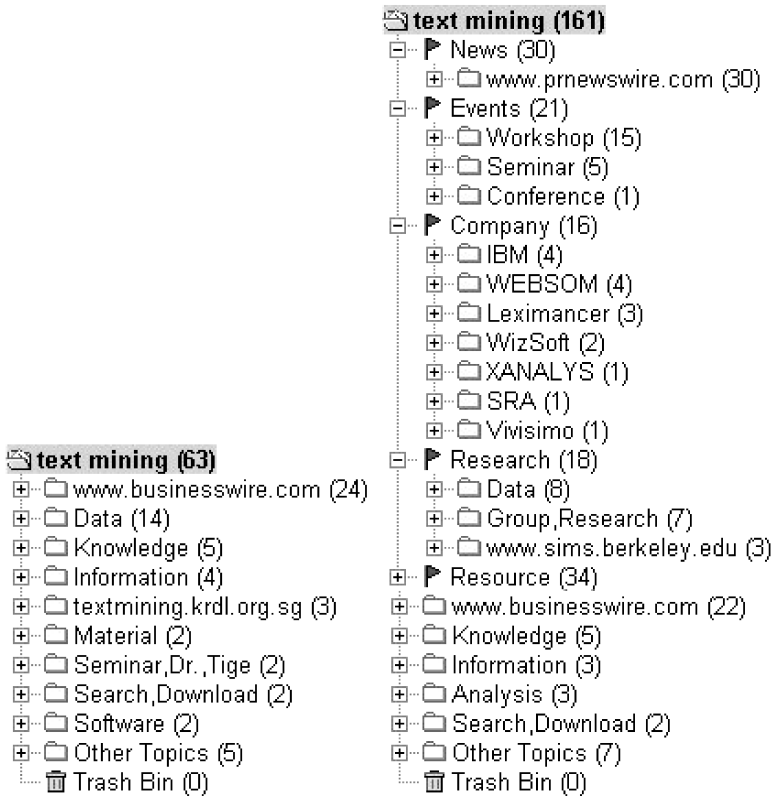 text mining (63)
www.businesswire.com (24)
Data (14)
Knowledge (5)
Information (4)
textmining.krdl.org.sg (3)
Material (2)
Seminar,Dr.,Tige (2)
Search,Download (2)
Software (2)
Other Topics (5)
Trash Bin (0)
text mining (161)
News (30)
www.prnewswire.com (30)
Events (21)
Workshop (15)
Seminar (5)
Conference (1)
Company (16)
IBM (4)
WEBSOM (4)
Leximancer (3)
WizSoft (2)
XANALYS (1)
SRA (1)
Vivisimo (1)
Research (18)
Data (8)
Group,Research (7)
www.sims.berkeley.edu (3)
Resource (34)
www.businesswire.com (22)
Knowledge (5)
Information (3)
Analysis (3)
Search,Download (2)
Other Topics (7)
Trash Bin (0)